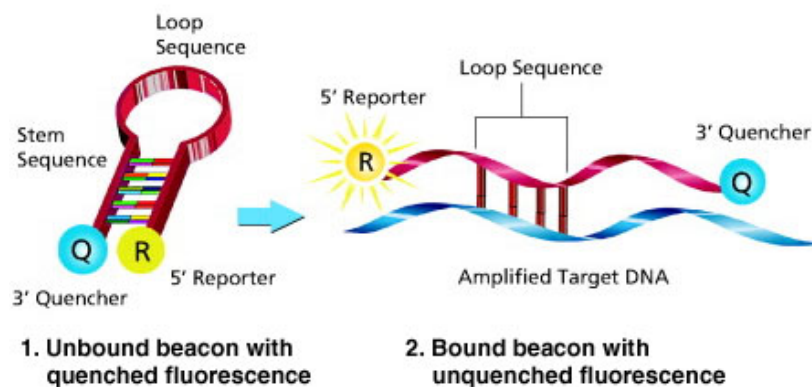 Loop
Sequence
Stem
Sequence
Q
R
5’ Reporter
3’ Quencher
1. Unbound beacon with
quenched fluorescence
Loop Sequence
5’ Reporter
3’ Quencher
R
Q
Amplified Target DNA
2. Bound beacon with
unquenched fluorescence